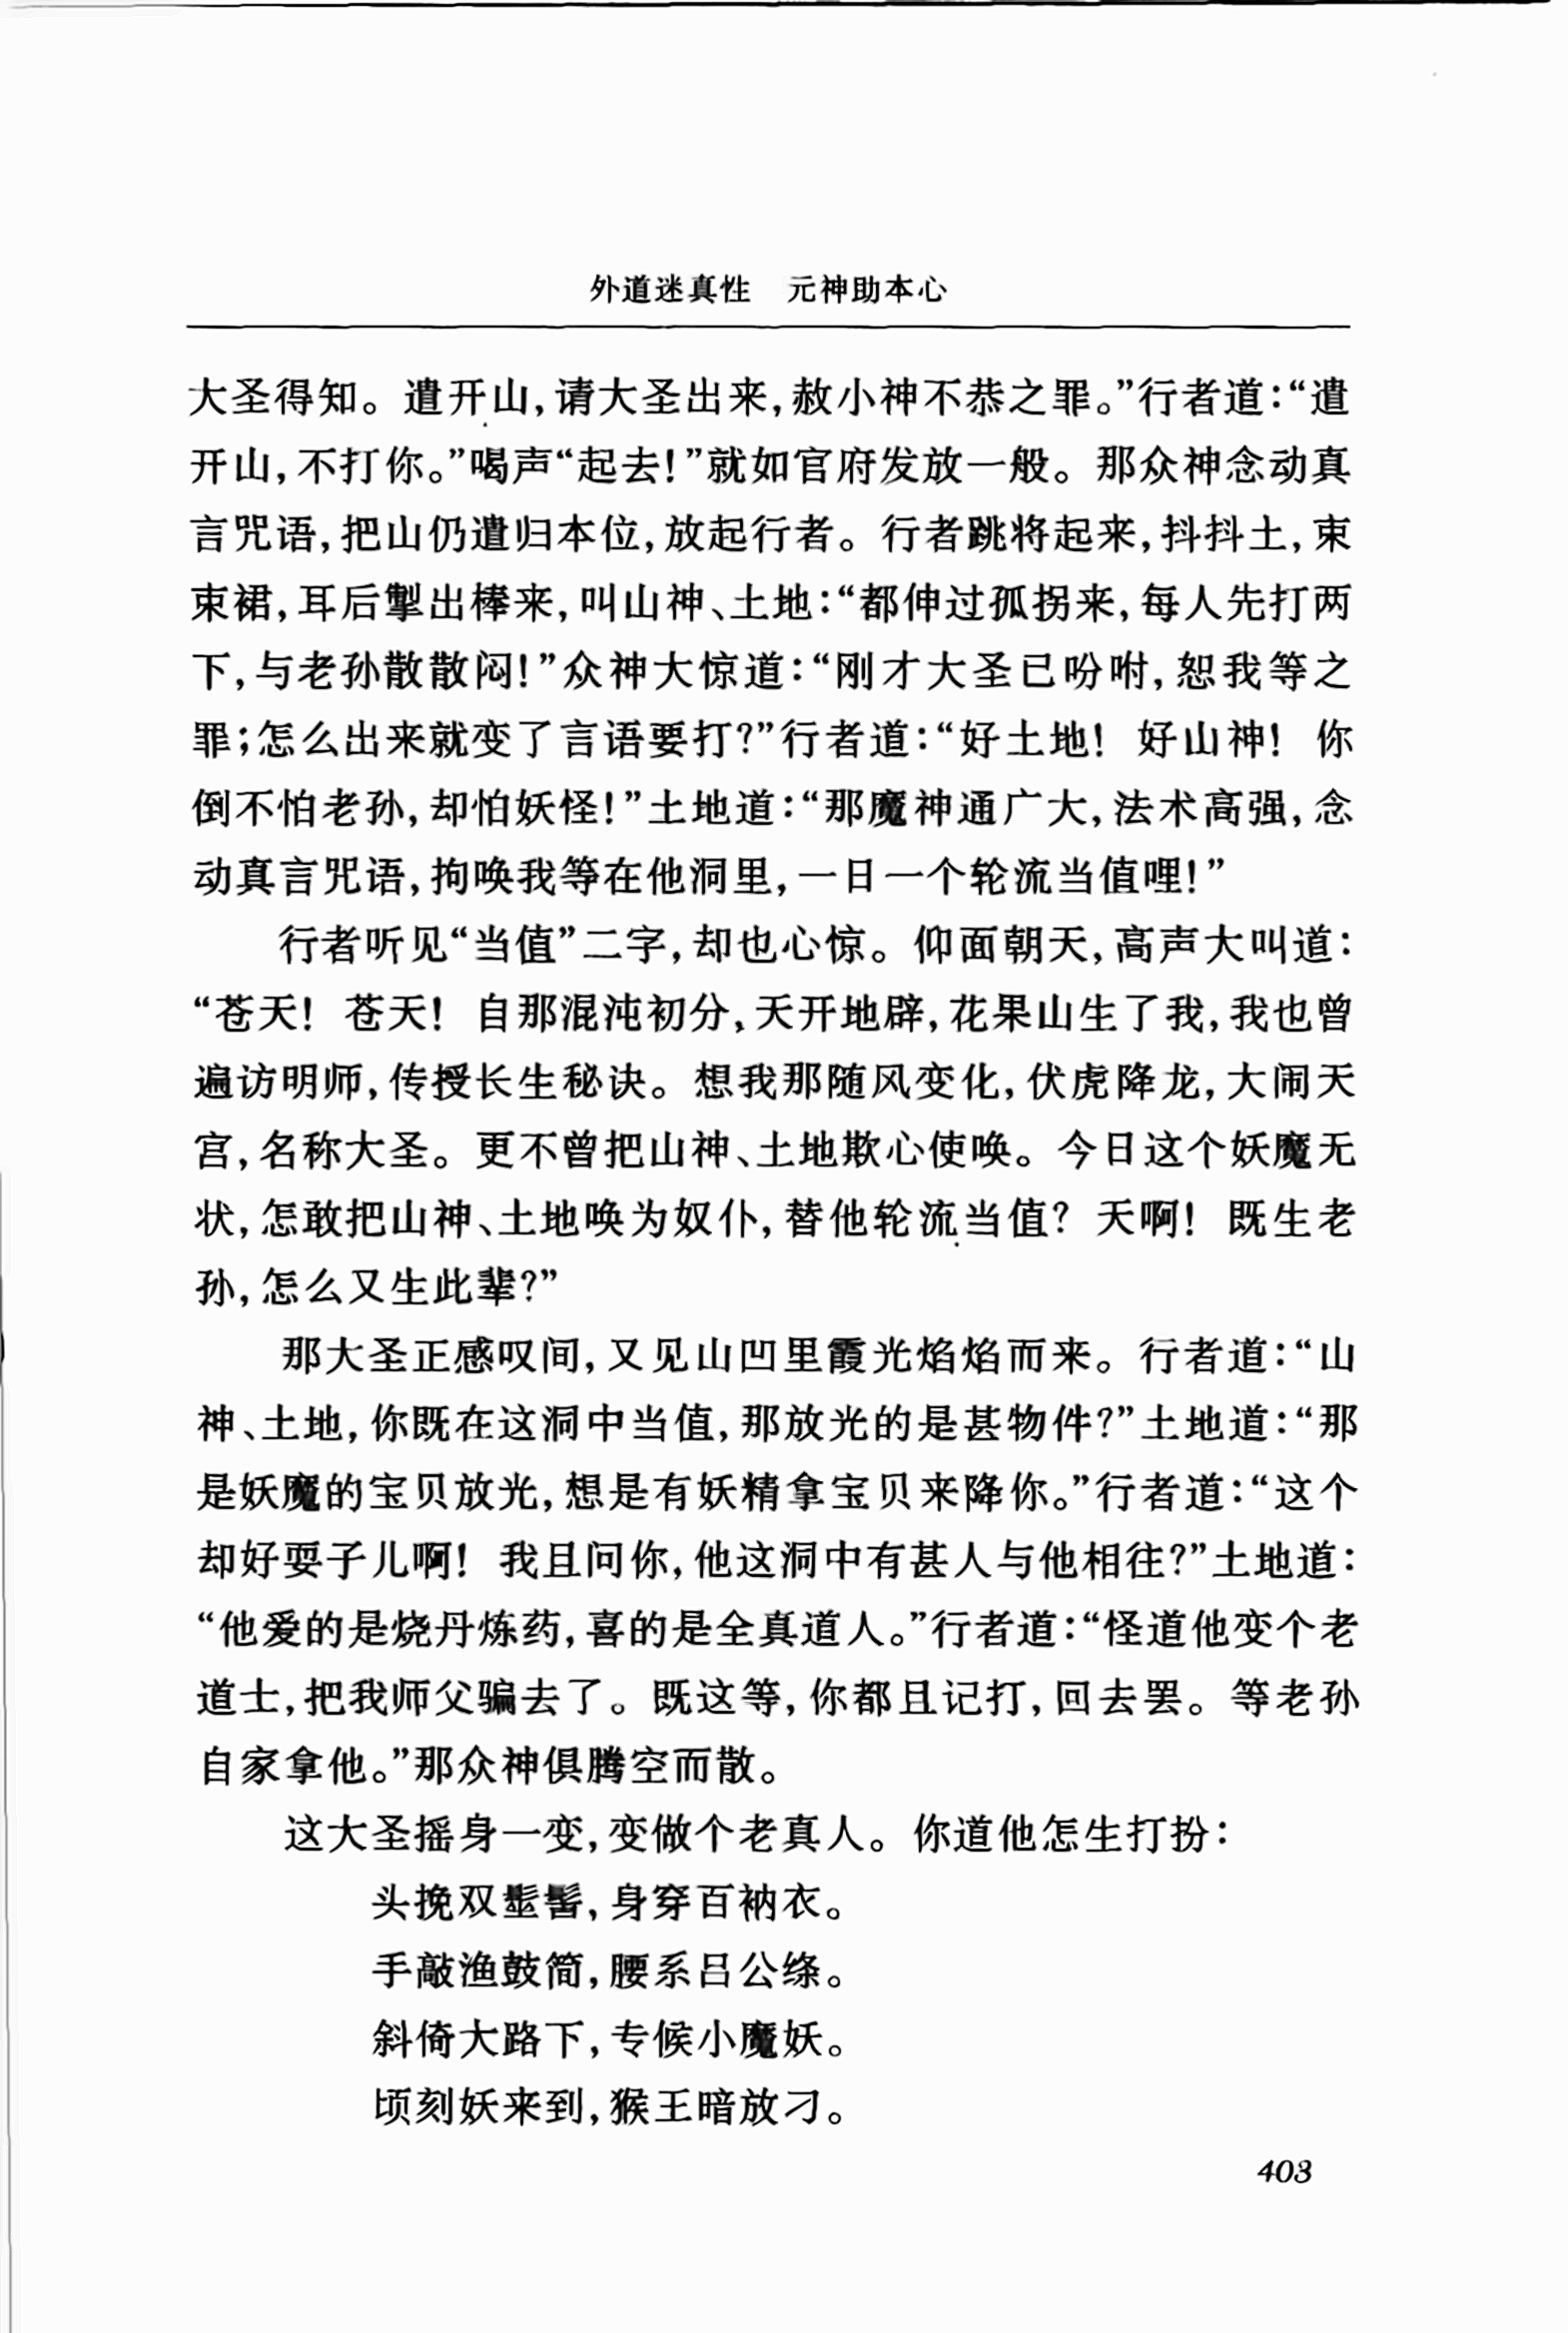 外道迷真性　元神助本心
大圣得知。遣开山,请大圣出来,赦小神不恭之罪。”行者道:“遣
开山,不打你。”喝声“起去!”就如官府发放一般。那众神念动真
言咒语,把山仍遣归本位,放起行者。行者跳将起来,抖抖土,束
束裙,耳后掣出棒来,叫山神、土地:“都伸过孤拐来,每人先打两
下,与老孙散散闷!”众神大惊道:“刚才大圣已吩咐,恕我等之
罪;怎么出来就变了言语要打?”行者道:“好土地! 好山神! 你
倒不怕老孙,却怕妖怪!”土地道:“那魔神通广大,法术高强,念
动真言咒语,拘唤我等在他洞里,一日一个轮流当值哩!”
行者听见“当值”二字,却也心惊。仰面朝天,高声大叫道:
“苍天! 苍天! 自那混沌初分,天开地辟,花果山生了我,我也曾
遍访明师,传授长生秘诀。想我那随风变化,伏虎降龙,大闹天
宫,名称大圣。更不曾把山神、土地欺心使唤。今日这个妖魔无
状,怎敢把山神、土地唤为奴仆,替他轮流当值? 天啊! 既生老
孙,怎么又生此辈?”
那大圣正感叹间,又见山凹里霞光焰焰而来。行者道:“山
神、土地,你既在这洞中当值,那放光的是甚物件?”土地道:“那
是妖魔的宝贝放光,想是有妖精拿宝贝来降你。”行者道:“这个
却好耍子儿啊! 我且问你,他这洞中有甚人与他相往?”土地道:
“他爱的是烧丹炼药,喜的是全真道人。”行者道:“怪道他变个老
道士,把我师父骗去了。既这等,你都且记打,回去罢。等老孙
自家拿他。”那众神俱腾空而散。
这大圣摇身一变,变做个老真人。你道他怎生打扮:
头挽双髽髻,身穿百衲衣。
手敲渔鼓简,腰系吕公绦。
斜倚大路下,专候小魔妖。
顷刻妖来到,猴王暗放刁。
403